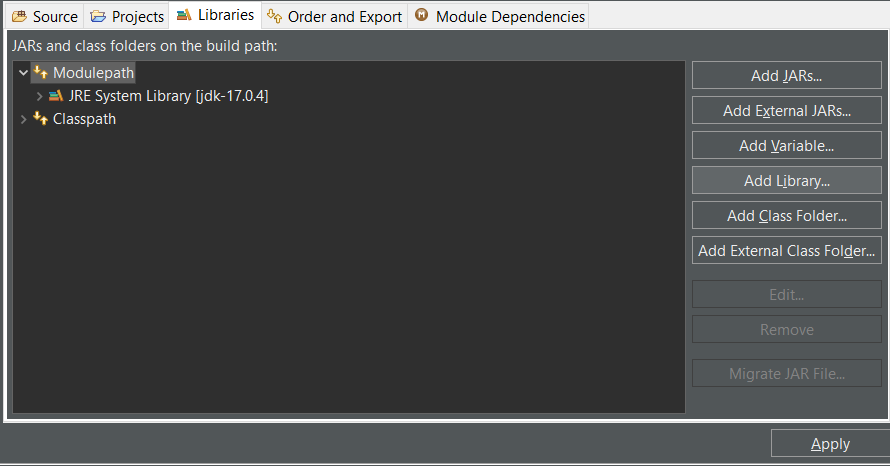 Source Projects Libraries Order and Export M Module Dependencies
JARs and class folders on the build path:
Modulepath
JRE System Library [jdk-17.0.4]
Classpath
Add JARs...
Add External JARs...
Add Variable...
Add Library...
Add Class Folder...
Add External Class Folder...
Edit...
Remove
Migrate JAR File...
Apply